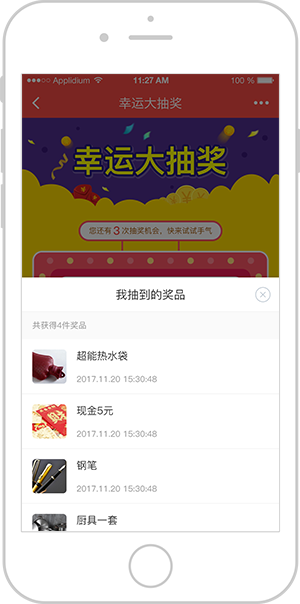 Applidium 11:27 AM 100 %
幸运大抽奖
幸运大抽奖
您还有3次抽奖机会，快来试试手气
我抽到的奖品
共获得4件奖品
超能热水袋
2017.11.20 15:30:48
现金5元
2017.11.20 15:30:48
钢笔
2017.11.20 15:30:48
厨具一套